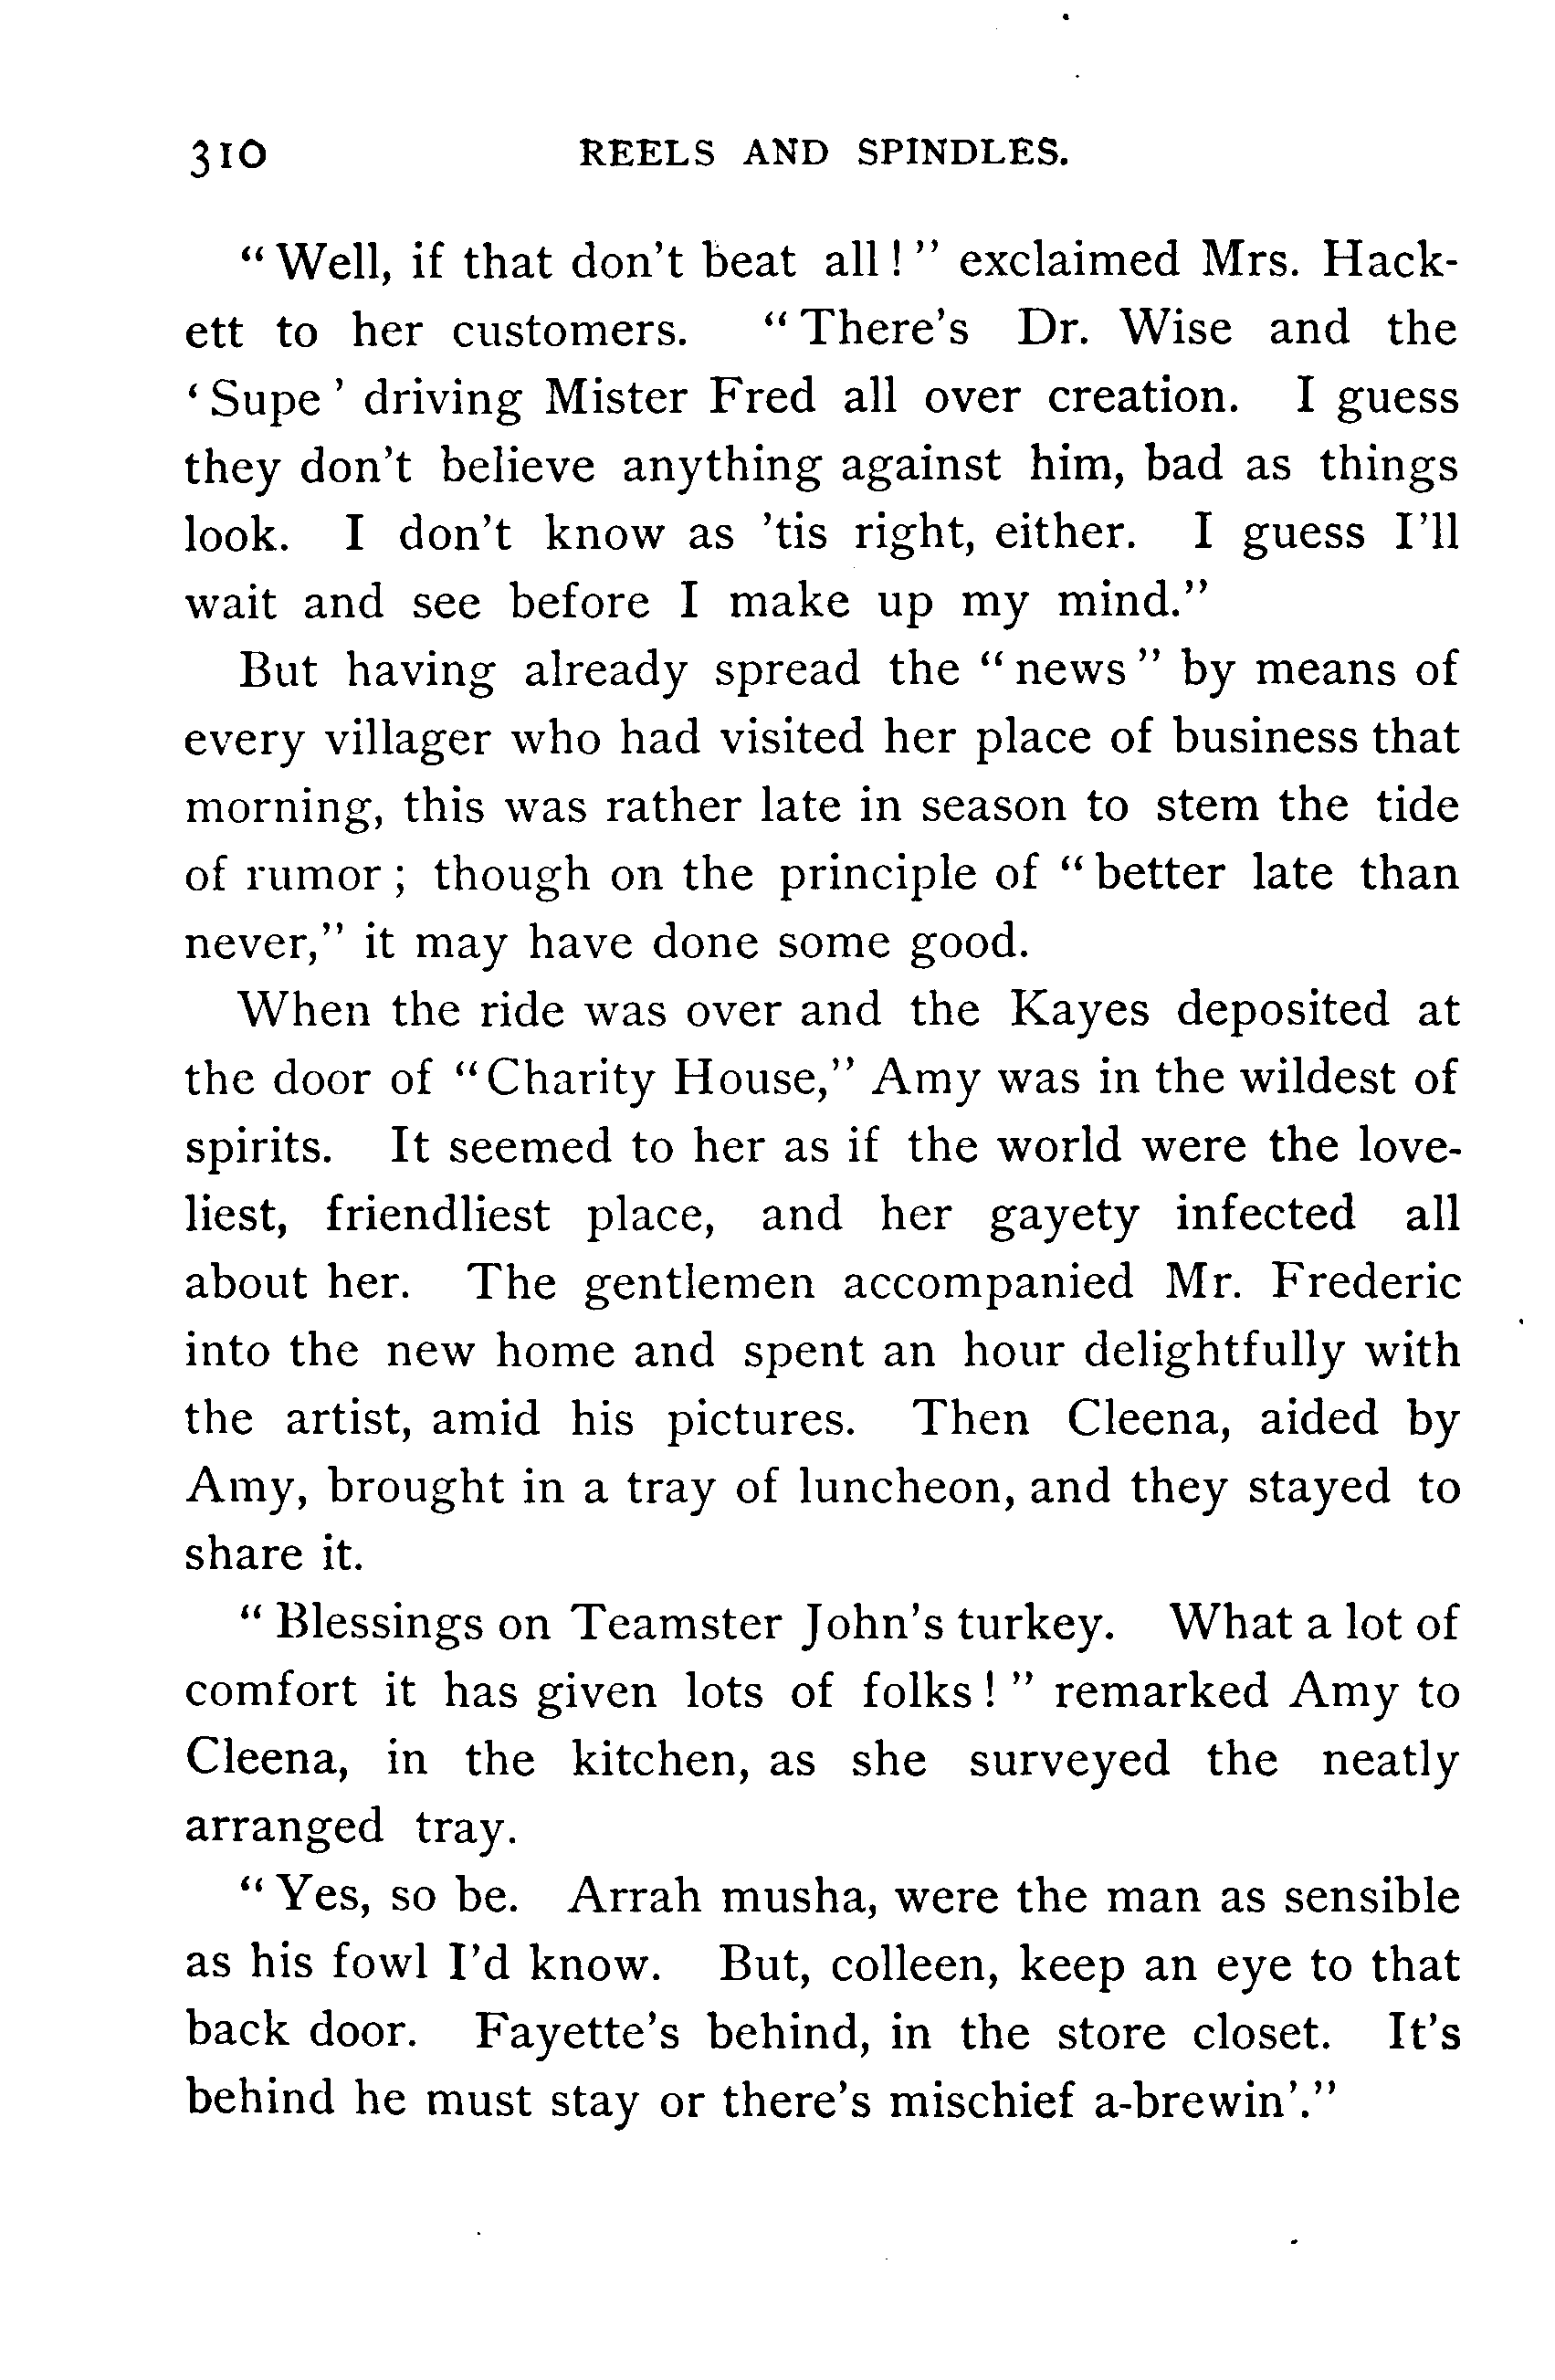 310 REELS AND SPINDLES.
“Well, if that don’t beat all!” exclaimed Mrs. Hack-
ett to her customers. “There’s Dr. Wise and the
‘Supe’ driving Mister Fred all over creation. I guess
they don’t believe anything against him, bad as things
look. I don’t know as ’tis right, either. I guess I’ll
wait and see before I make up my mind.”
But having already spread the “news” by means of
every villager who had visited her place of business that
morning, this was rather late in season to stem the tide
of rumor; though on the principle of “better late than
never,” it may have done some good.
When the ride was over and the Kayes deposited at
the door of “Charity House,” Amy was in the wildest of
spirits. It seemed to her as if the world were the love-
liest, friendliest place, and her gayety infected all
about her. The gentlemen accompanied Mr. Frederic
into the new home and spent an hour delightfully with
the artist, amid his pictures. Then Cleena, aided by
Amy, brought in a tray of luncheon, and they stayed to
share it.
“Blessings on Teamster John’s turkey. What a lot of
comfort it has given lots of folks!” remarked Amy to
Cleena, in the kitchen, as she surveyed the neatly
arranged tray.
“Yes, so be. Arrah musha, were the man as sensible
as his fowl I’d know. But, colleen, keep an eye to that
back door. Fayette’s behind, in the store closet. It’s
behind he must stay or there’s mischief a-brewin’.”